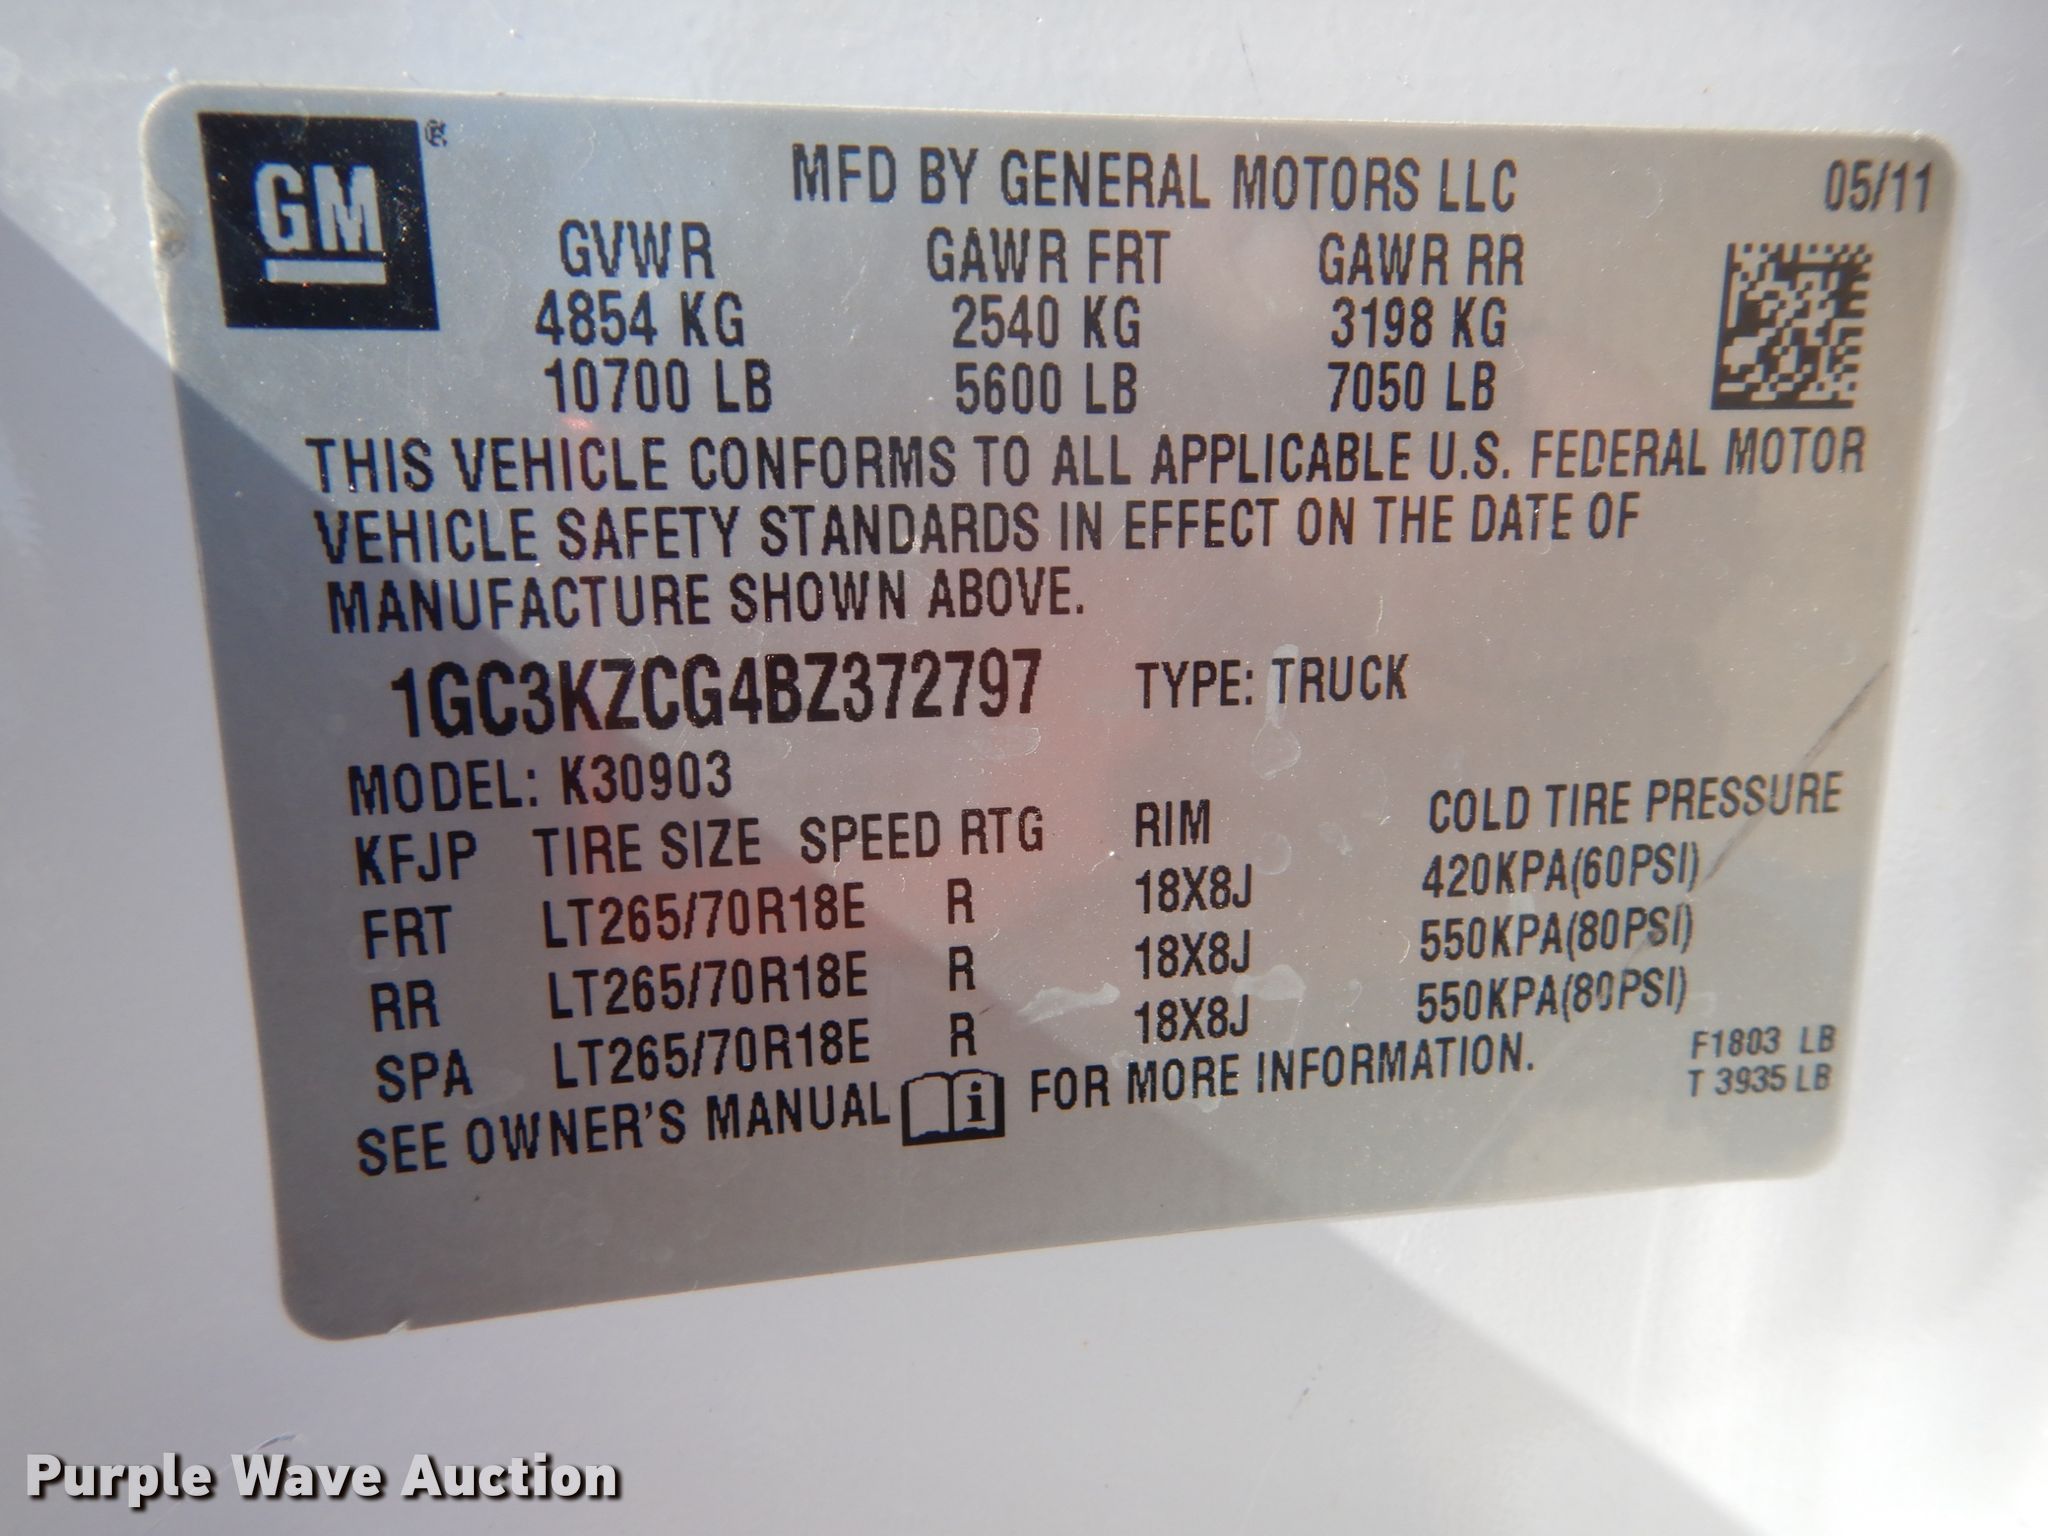 GM ®
MFD BY GENERAL MOTORS LLC 05/11
GVWR GAWR FRT GAWR RR
4854 KG 2540 KG 3198 KG
10700 LB 5600 LB 7050 LB
THIS VEHICLE CONFORMS TO ALL APPLICABLE U.S. FEDERAL MOTOR
VEHICLE SAFETY STANDARDS IN EFFECT ON THE DATE OF
MANUFACTURE SHOWN ABOVE.
1GC3KZCG4BZ372797 TYPE: TRUCK
MODEL: K30903
KFJP TIRE SIZE SPEED RTG RIM COLD TIRE PRESSURE
FRT LT265/70R18E R 18X8J 420KPA(60PSI)
RR LT265/70R18E R 18X8J 550KPA(80PSI)
SPA LT265/70R18E R 18X8J 550KPA(80PSI)
SEE OWNER'S MANUAL i FOR MORE INFORMATION.
F1803 LB
T 3935 LB
Purple Wave Auction